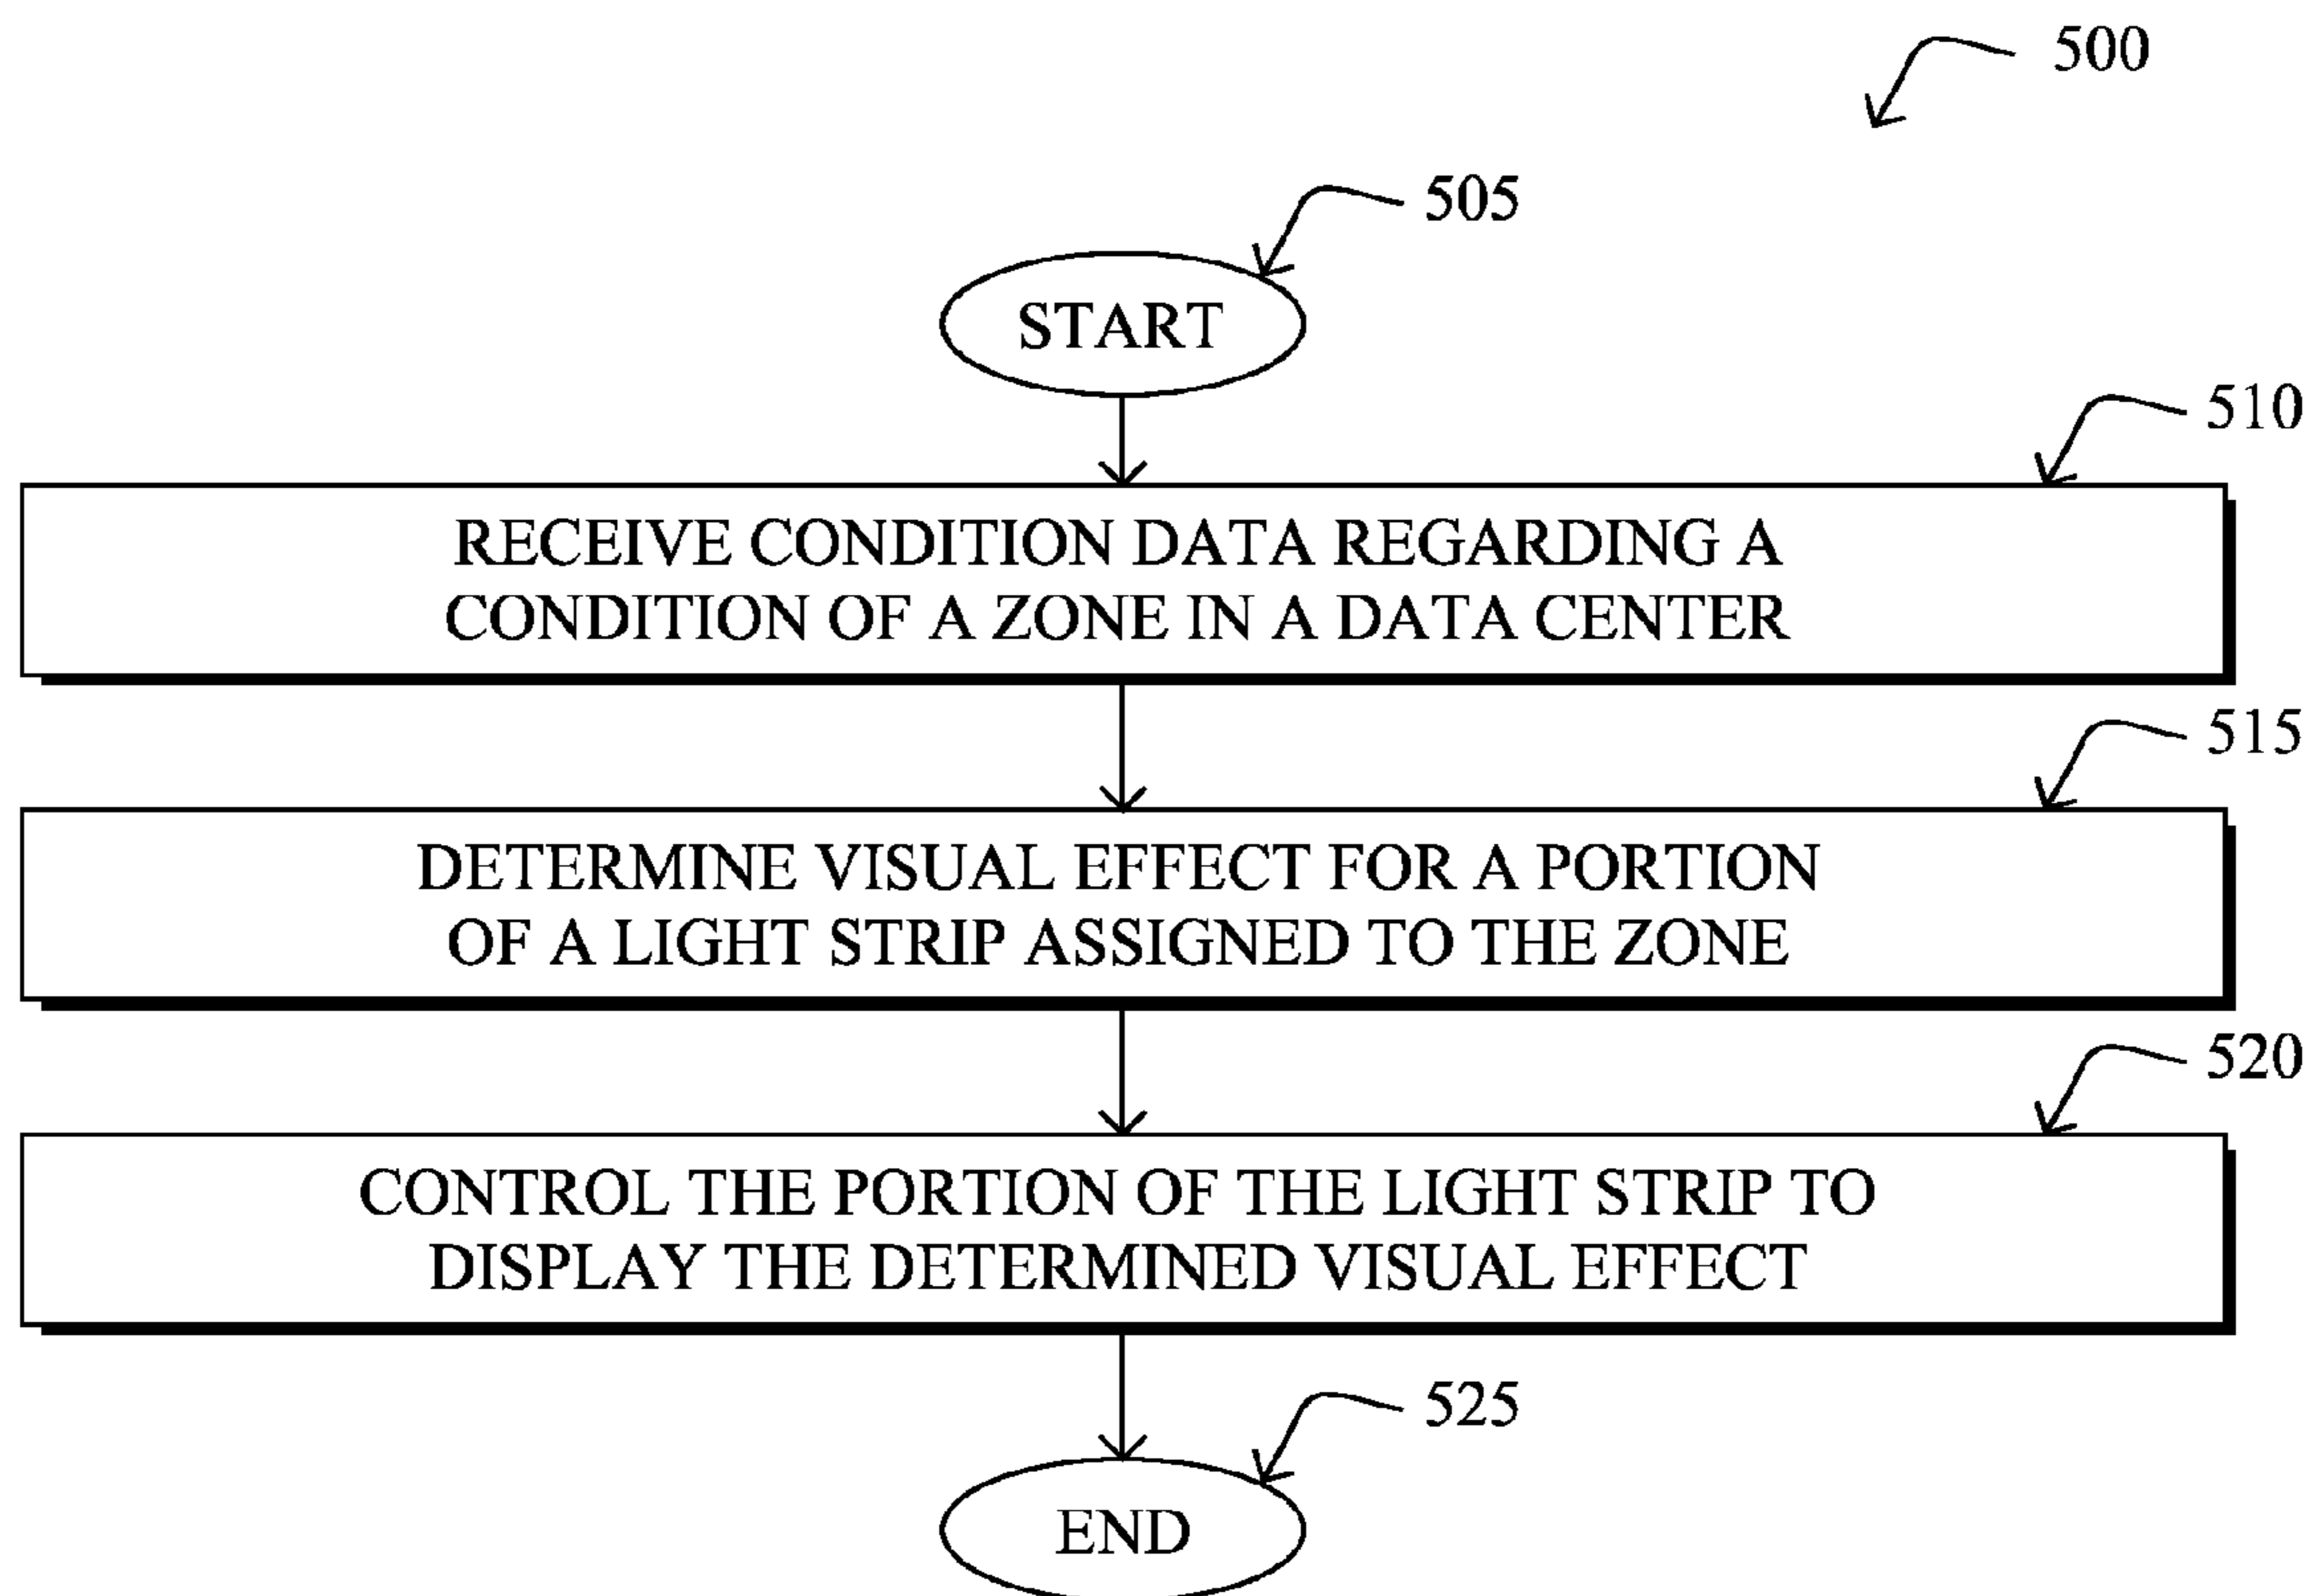 500
505
START
510
RECEIVE CONDITION DATA REGARDING A
CONDITION OF A ZONE IN A DATA CENTER
515
DETERMINE VISUAL EFFECT FOR A PORTION
OF A LIGHT STRIP ASSIGNED TO THE ZONE
520
CONTROL THE PORTION OF THE LIGHT STRIP TO
DISPLAY THE DETERMINED VISUAL EFFECT
525
END